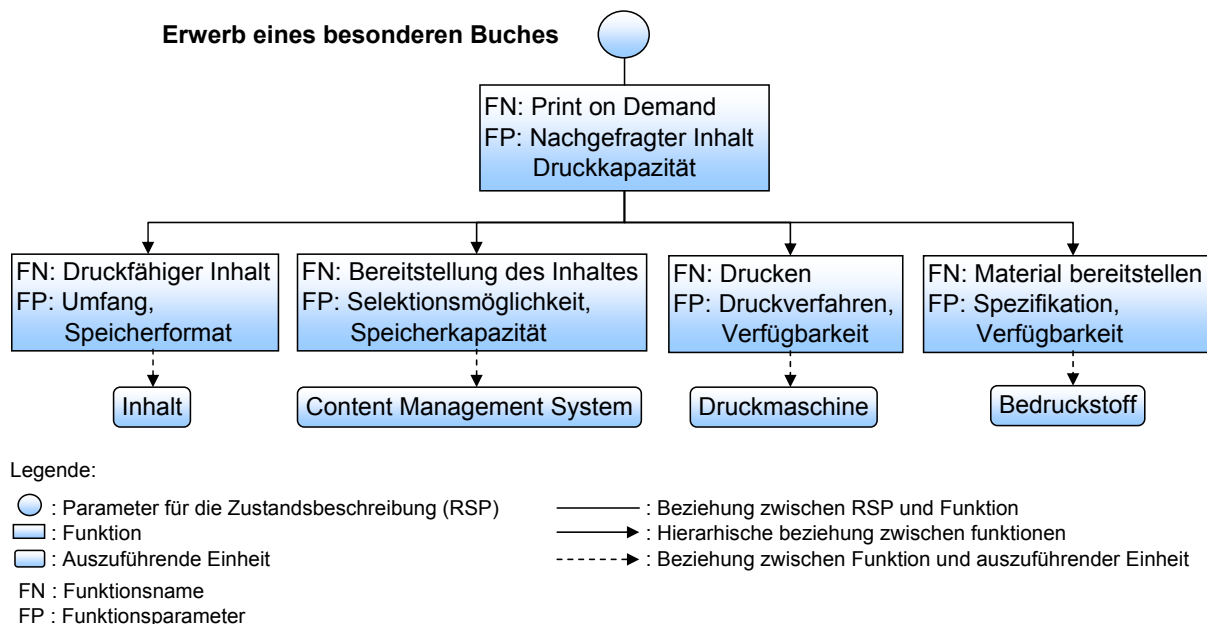 Erwerb eines besonderen Buches
FN: Print on Demand
FP: Nachgefragter Inhalt
Druckkapazität
FN: Druckfähiger Inhalt
FP: Umfang,
Speicherformat
FN: Bereitstellung des Inhaltes
FP: Selektionsmöglichkeit,
Speicherkapazität
FN: Drucken
FP: Druckverfahren,
Verfügbarkeit
FN: Material bereitstellen
FP: Spezifikation,
Verfügbarkeit
Inhalt
Content Management System
Druckmaschine
Bedruckstoff
Legende:
: Parameter für die Zustandsbeschreibung (RSP)
: Funktion
: Auszuführende Einheit
FN : Funktionsname
FP : Funktionsparameter
: Beziehung zwischen RSP und Funktion
: Hierarhische beziehung zwischen funktionen
: Beziehung zwischen Funktion und auszuführender Einheit